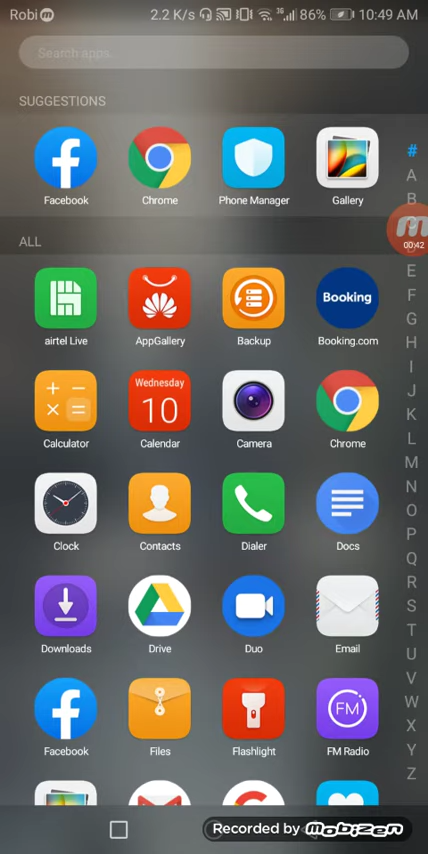 Robi 2.2 K/s 3G 86% 10:49 AM
Search apps...
SUGGESTIONS
Facebook Chrome Phone Manager Gallery
#
A
B
00:42
ALL
E
F
G
H
I
J
K
L
M
N
O
P
Q
R
S
T
U
V
W
X
Y
Z
Booking
airtel Live AppGallery Backup Booking.com
Wednesday
10
Calculator Calendar Camera Chrome
Clock Contacts Dialer Docs
Downloads Drive Duo Email
FM
Facebook Files Flashlight FM Radio
Recorded by mobizen